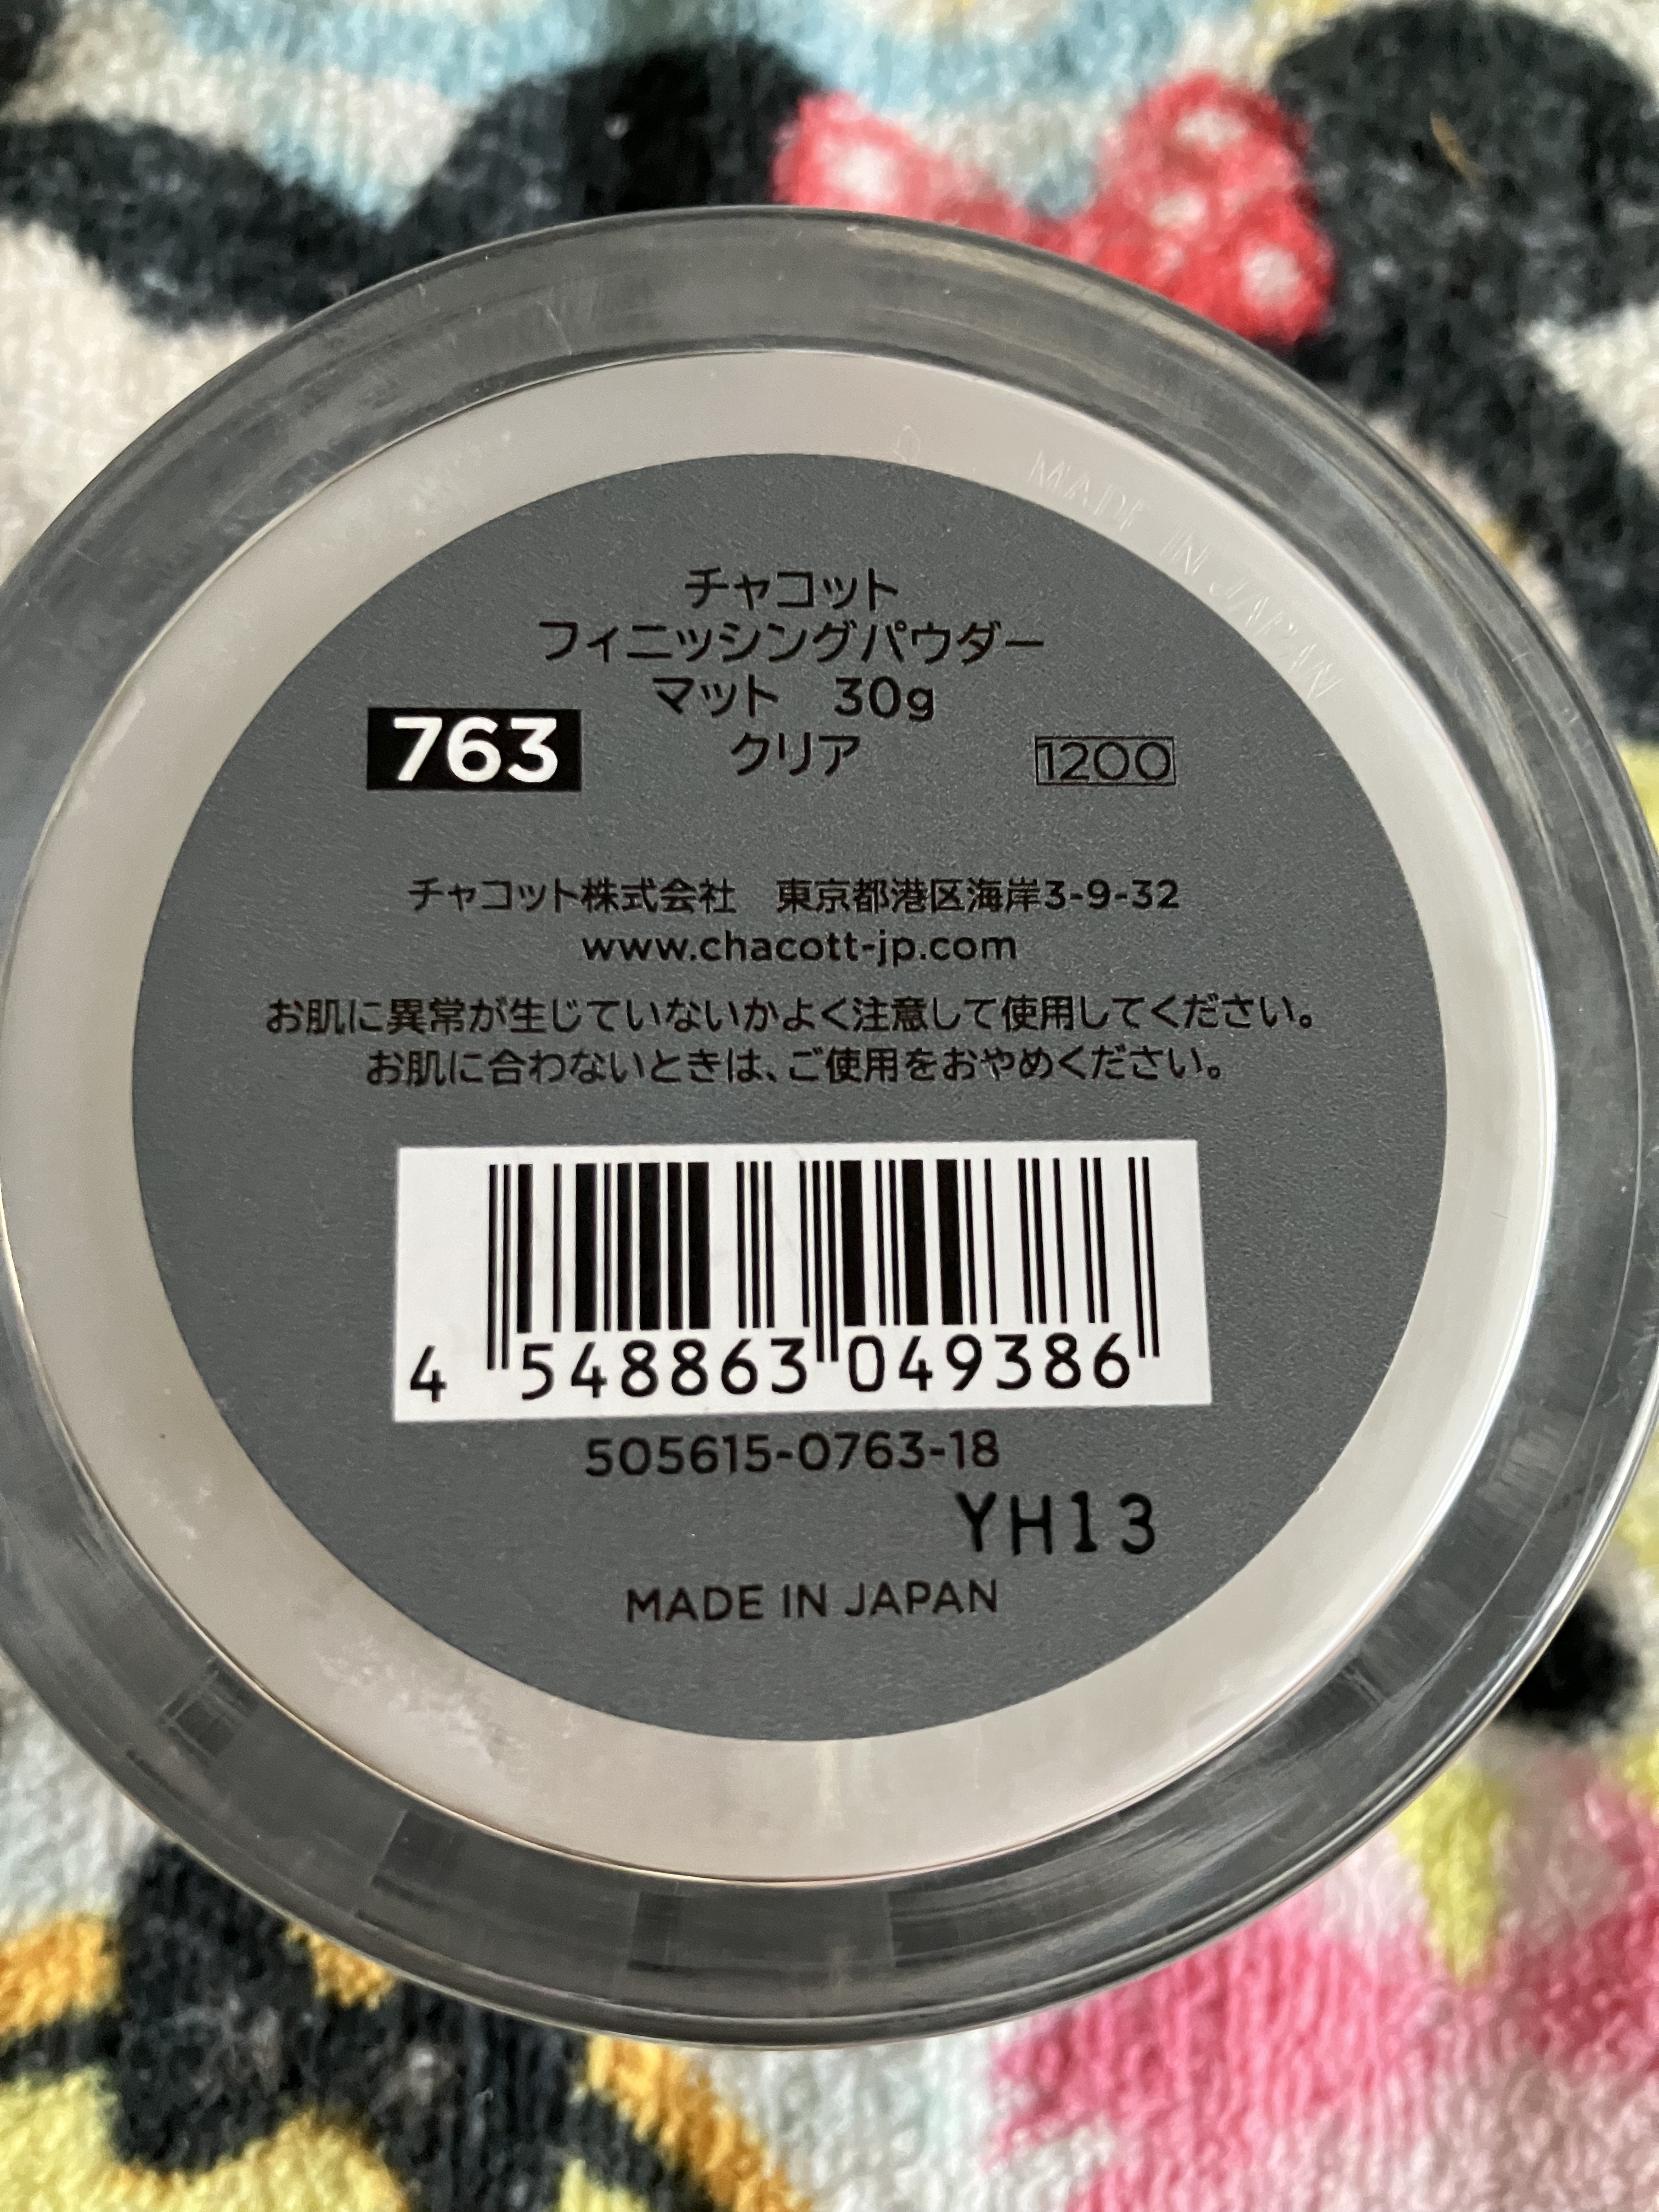 MADE IN JAPAN
チャコット
フィニッシングパウダー
マット　30g
763 クリア 1200
チャコット株式会社　東京都港区海岸3-9-32
www.chacott-jp.com
お肌に異常が生じていないかよく注意して使用してください。
お肌に合わないときは、ご使用をおやめください。
4 548863 049386
505615-0763-18
YH13
MADE IN JAPAN